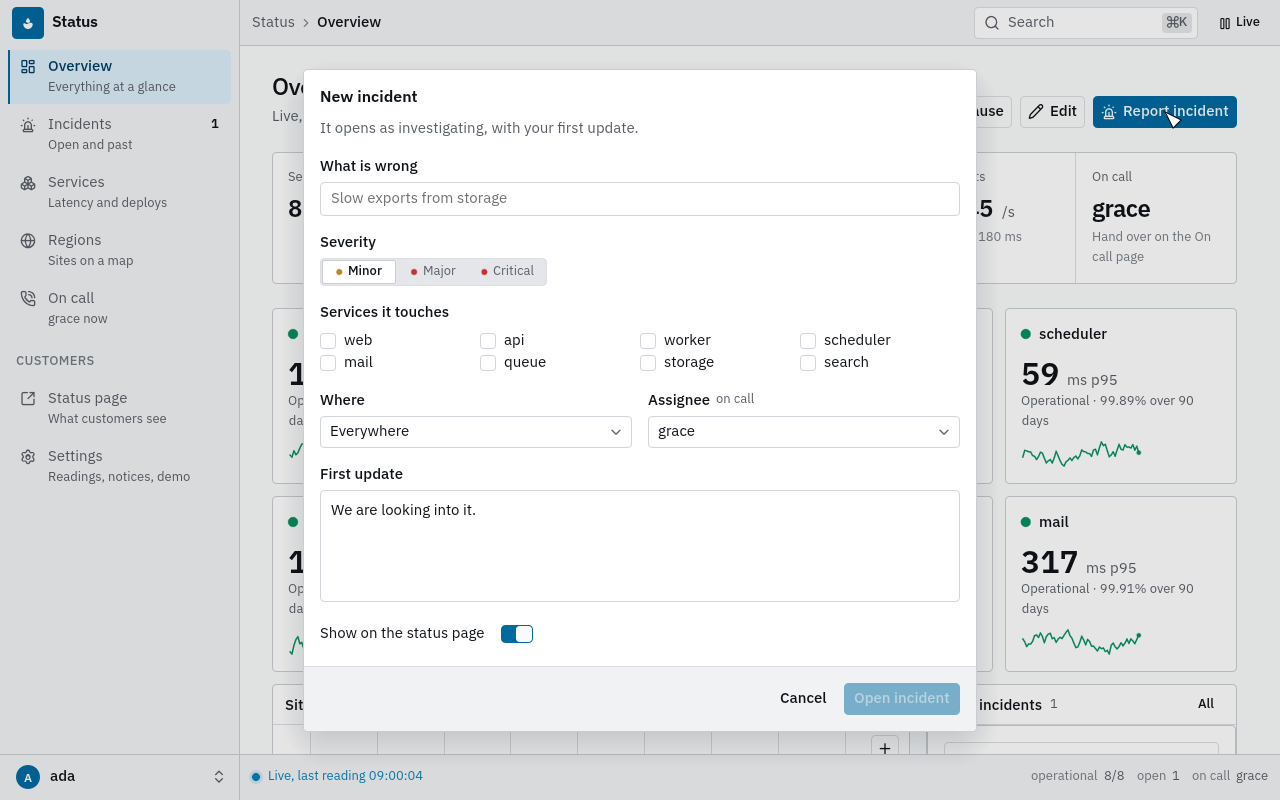 Status
Overview
Everything at a glance
Incidents 1
Open and past
Services
Latency and deploys
Regions
Sites on a map
On call
grace now
CUSTOMERS
Status page
What customers see
Settings
Readings, notices, demo
A ada
Status > Overview
Search ⌘K
Live
Live,
Edit
Report incident
New incident
It opens as investigating, with your first update.
What is wrong
Slow exports from storage
Severity
Minor Major Critical
Services it touches
web api worker scheduler
mail queue storage search
Where
Everywhere
Assignee on call
grace
First update
We are looking into it.
Show on the status page
Cancel Open incident
/s
180 ms
On call
grace
Hand over on the On
call page
scheduler
59 ms p95
Operational · 99.89% over 90
days
mail
317 ms p95
Operational · 99.91% over 90
days
incidents 1 All
+
Live, last reading 09:00:04
operational 8/8 open 1 on call grace